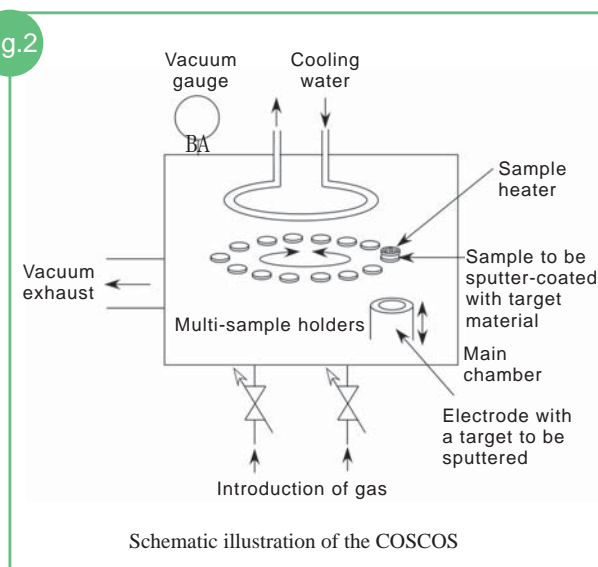 g.2
Vacuum
gauge
Cooling
water
BA
Sample
heater
Vacuum
exhaust
Sample to be
sputter-coated
with target
material
Multi-sample holders
Main
chamber
Electrode with
a target to be
sputtered
Introduction of gas
Schematic illustration of the COSCOS